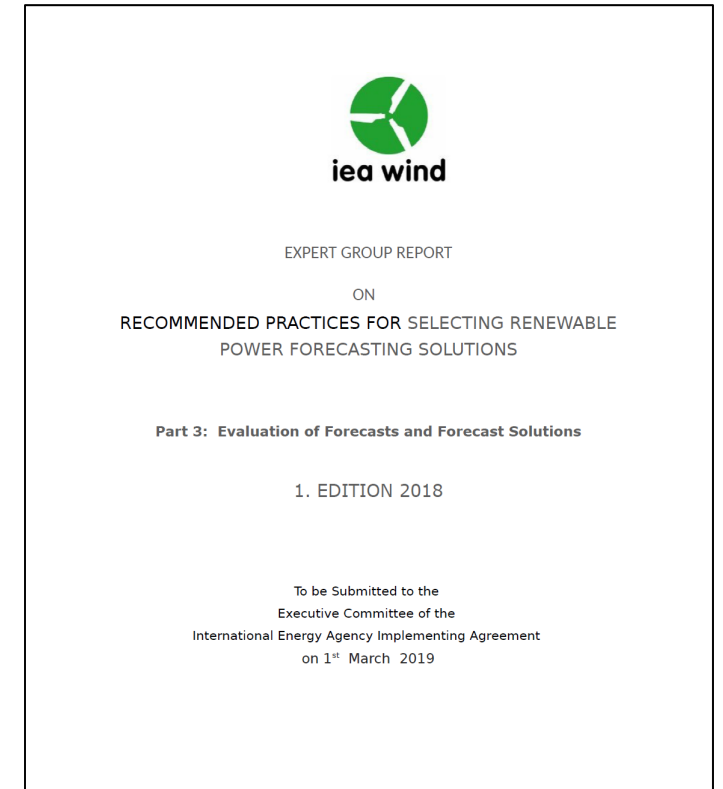 iea wind
EXPERT GROUP REPORT
ON
RECOMMENDED PRACTICES FOR SELECTING RENEWABLE
POWER FORECASTING SOLUTIONS
Part 3: Evaluation of Forecasts and Forecast Solutions
1. EDITION 2018
To be Submitted to the
Executive Committee of the
International Energy Agency Implementing Agreement
on 1st March 2019